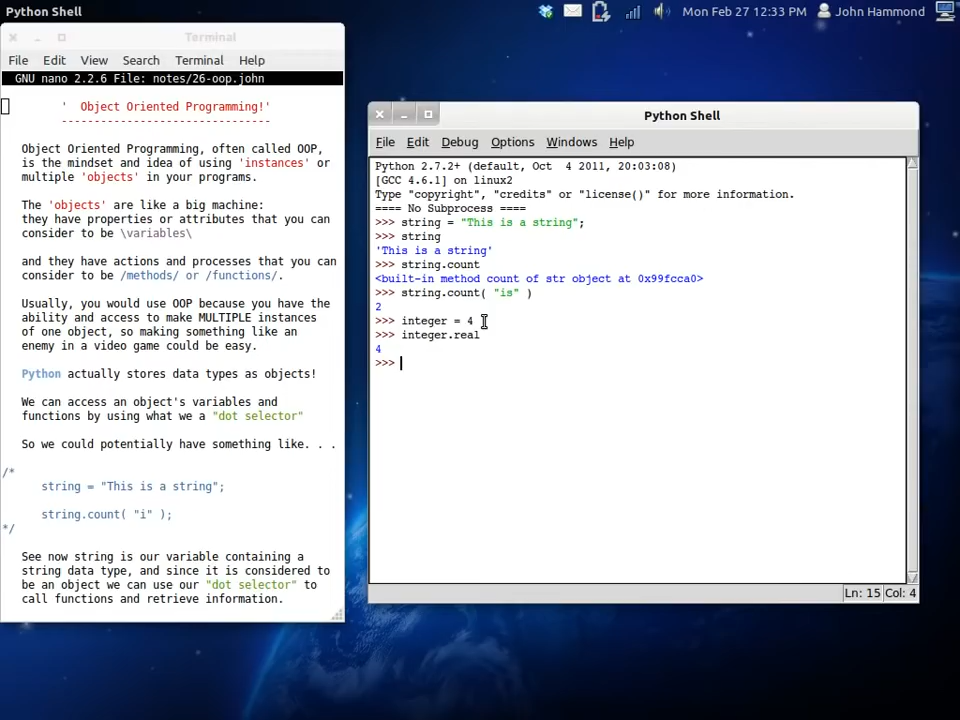 Python Shell
Mon Feb 27 12:33 PM John Hammond
Terminal
File Edit View Search Terminal Help
GNU nano 2.2.6 File: notes/26-oop.john
' Object Oriented Programming!'
-------------------------------
Object Oriented Programming, often called OOP,
is the mindset and idea of using 'instances' or
multiple 'objects' in your programs.
The 'objects' are like a big machine:
they have properties or attributes that you can
consider to be \variables\
and they have actions and processes that you can
consider to be /methods/ or /functions/.
Usually, you would use OOP because you have the
ability and access to make MULTIPLE instances
of one object, so making something like an
enemy in a video game could be easy.
Python actually stores data types as objects!
We can access an object's variables and
functions by using what we a "dot selector"
So we could potentially have something like. . .
/*
string = "This is a string";
string.count( "i" );
*/
See now string is our variable containing a
string data type, and since it is considered to
be an object we can use our "dot selector" to
call functions and retrieve information.
Python Shell
File Edit Debug Options Windows Help
Python 2.7.2+ (default, Oct  4 2011, 20:03:08)
[GCC 4.6.1] on linux2
Type "copyright", "credits" or "license()" for more information.
==== No Subprocess ====
>>> string = "This is a string";
>>> string
'This is a string'
>>> string.count
<built-in method count of str object at 0x99fcca0>
>>> string.count( "is" )
2
>>> integer = 4
>>> integer.real
4
>>>
Ln: 15 Col: 4